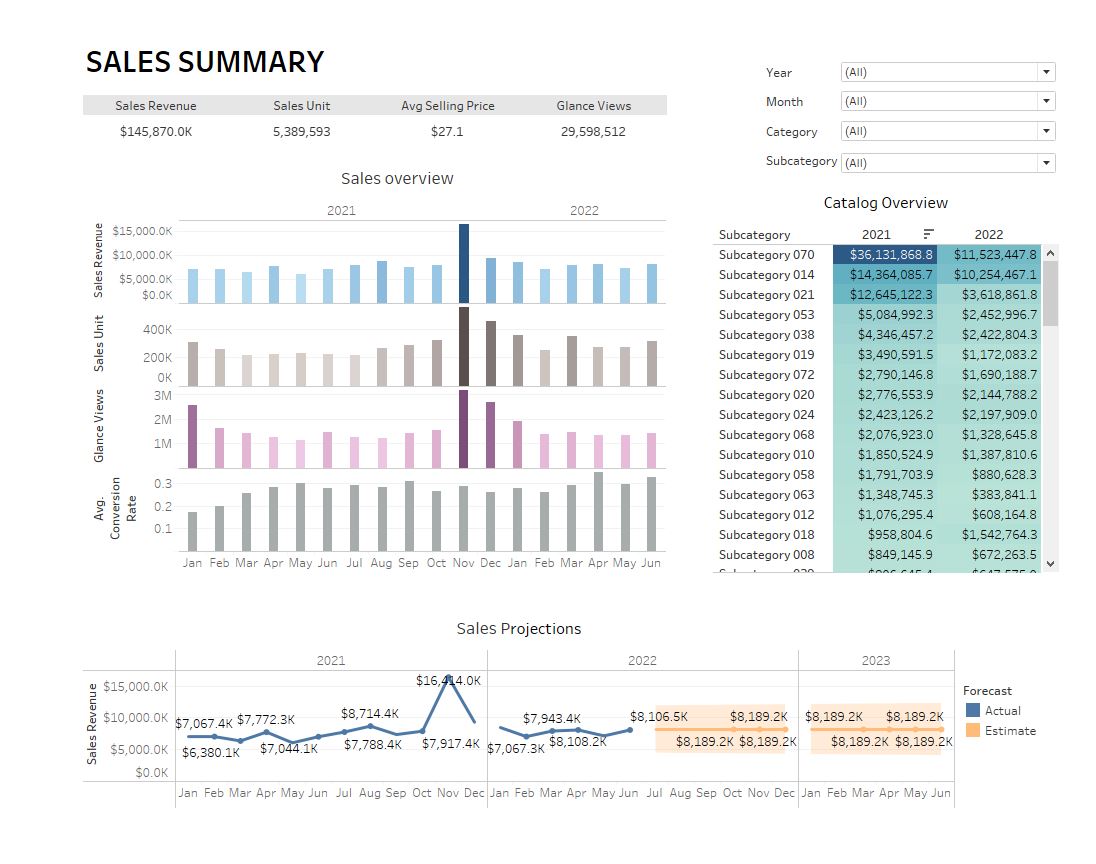 SALES SUMMARY
Year (All)
Month (All)
Category (All)
Subcategory (All)
Sales Revenue Sales Unit Avg Selling Price Glance Views
$145,870.0K 5,389,593 $27.1 29,598,512
Sales overview
2021 2022
Sales Revenue
$15,000.0K
$10,000.0K
$5,000.0K
$0.0K
Sales Unit
400K
200K
0K
Glance Views
3M
2M
1M
Avg.
Conversion
Rate
0.3
0.2
0.1
Jan Feb Mar Apr May Jun Jul Aug Sep Oct Nov Dec Jan Feb Mar Apr May Jun
Catalog Overview
Subcategory 2021 2022
Subcategory 070 $36,131,868.8 $11,523,447.8
Subcategory 014 $14,364,085.7 $10,254,467.1
Subcategory 021 $12,645,122.3 $3,618,861.8
Subcategory 053 $5,084,992.3 $2,452,996.7
Subcategory 038 $4,346,457.2 $2,422,804.3
Subcategory 019 $3,490,591.5 $1,172,083.2
Subcategory 072 $2,790,146.8 $1,690,188.7
Subcategory 020 $2,776,553.9 $2,144,788.2
Subcategory 024 $2,423,126.2 $2,197,909.0
Subcategory 068 $2,076,923.0 $1,328,645.8
Subcategory 010 $1,850,524.9 $1,387,810.6
Subcategory 058 $1,791,703.9 $880,628.3
Subcategory 063 $1,348,745.3 $383,841.1
Subcategory 012 $1,076,295.4 $608,164.8
Subcategory 018 $958,804.6 $1,542,764.3
Subcategory 008 $849,145.9 $672,263.5
Sales Projections
2021 2022 2023
Sales Revenue
$15,000.0K
$10,000.0K
$5,000.0K
$0.0K
$7,067.4K
$6,380.1K
$7,772.3K
$7,044.1K
$8,714.4K
$7,788.4K
$16,414.0K
$7,917.4K
$7,067.3K
$7,943.4K
$8,108.2K
$8,106.5K
$8,189.2K
$8,189.2K
$8,189.2K
$8,189.2K
$8,189.2K
$8,189.2K
$8,189.2K
Jan Feb Mar Apr May Jun Jul Aug Sep Oct Nov Dec Jan Feb Mar Apr May Jun Jul Aug Sep Oct Nov Dec Jan Feb Mar Apr May Jun
Forecast
Actual
Estimate